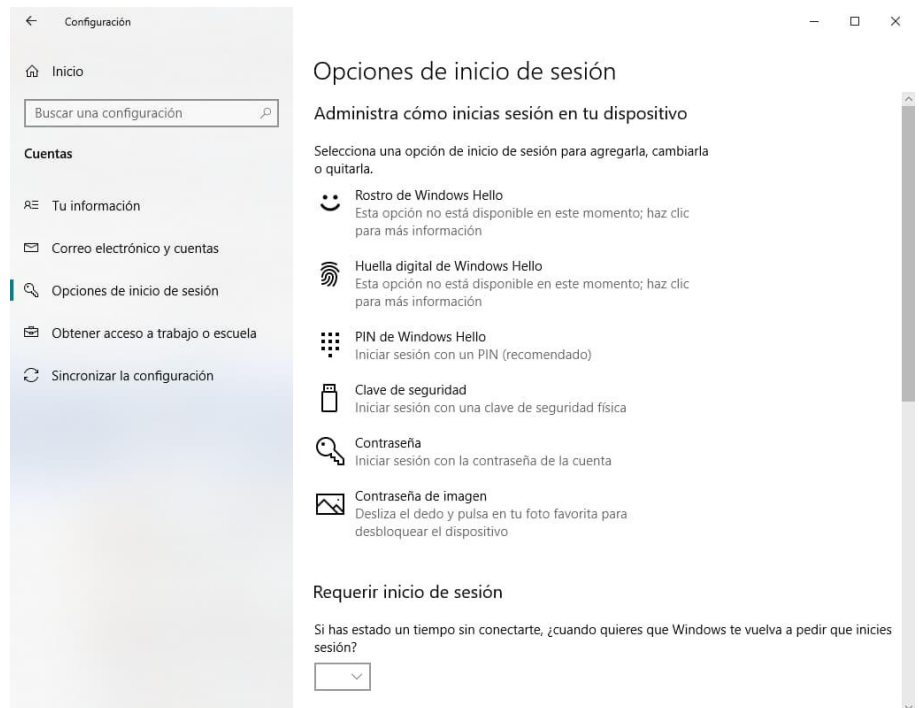 Configuración
Inicio
Buscar una configuración
Cuentas
Tu información
Correo electrónico y cuentas
Opciones de inicio de sesión
Obtener acceso a trabajo o escuela
Sincronizar la configuración
Opciones de inicio de sesión
Administra cómo inicias sesión en tu dispositivo
Selecciona una opción de inicio de sesión para agregarla, cambiarla
o quitarla.
Rostro de Windows Hello
Esta opción no está disponible en este momento; haz clic
para más información
Huella digital de Windows Hello
Esta opción no está disponible en este momento; haz clic
para más información
PIN de Windows Hello
Iniciar sesión con un PIN (recomendado)
Clave de seguridad
Iniciar sesión con una clave de seguridad física
Contraseña
Iniciar sesión con la contraseña de la cuenta
Contraseña de imagen
Desliza el dedo y pulsa en tu foto favorita para
desbloquear el dispositivo
Requerir inicio de sesión
Si has estado un tiempo sin conectarte, ¿cuando quieres que Windows te vuelva a pedir que inicies
sesión?